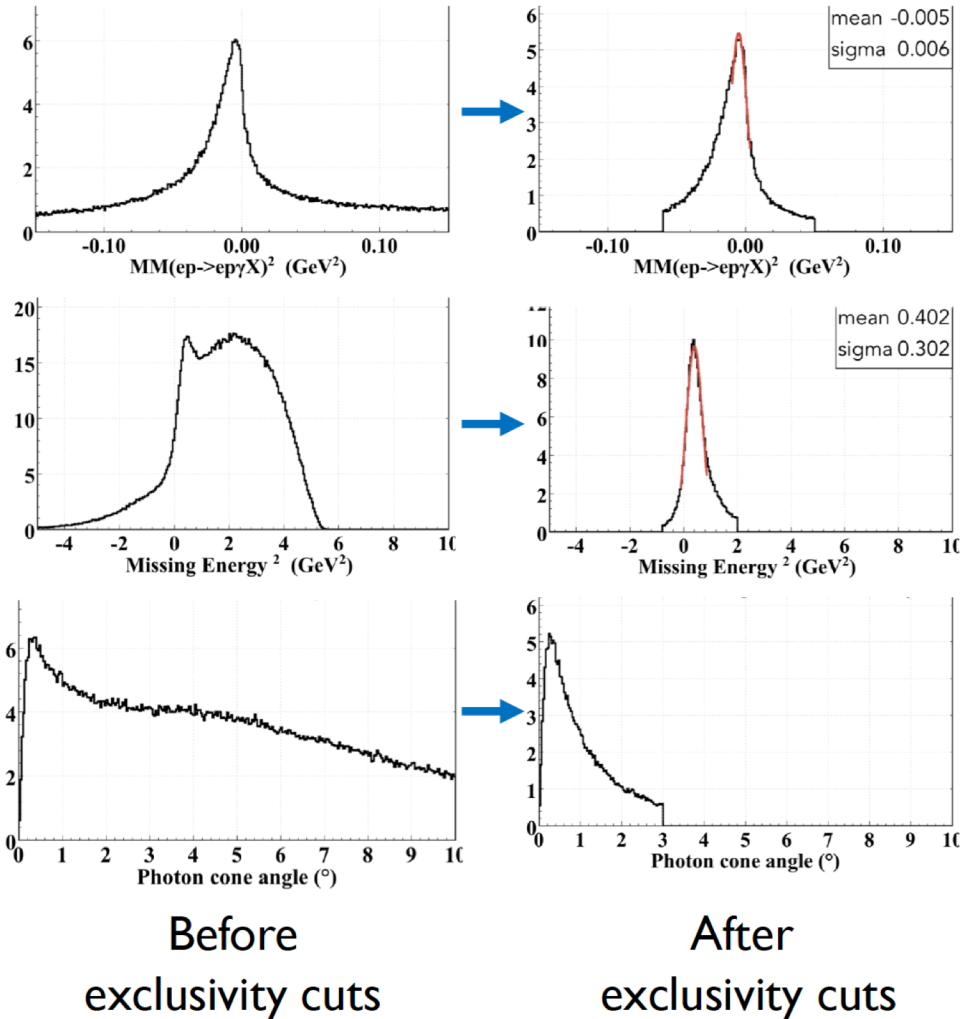 6
4
2
0
-0.10 0.00 0.10
MM(ep->epγX)² (GeV²)
6
5
4
3
2
1
0
mean -0.005
sigma 0.006
-0.10 0.00 0.10
MM(ep->epγX)² (GeV²)
20
15
10
5
0
-4 -2 0 2 4 6 8 10
Missing Energy ² (GeV²)
10
8
6
4
2
0
mean 0.402
sigma 0.302
-4 -2 0 2 4 6 8 10
Missing Energy ² (GeV²)
6
4
2
0
0 1 2 3 4 5 6 7 8 9 10
Photon cone angle (°)
6
5
4
3
2
1
0
0 1 2 3 4 5 6 7 8 9 10
Photon cone angle (°)
Before
exclusivity cuts
After
exclusivity cuts